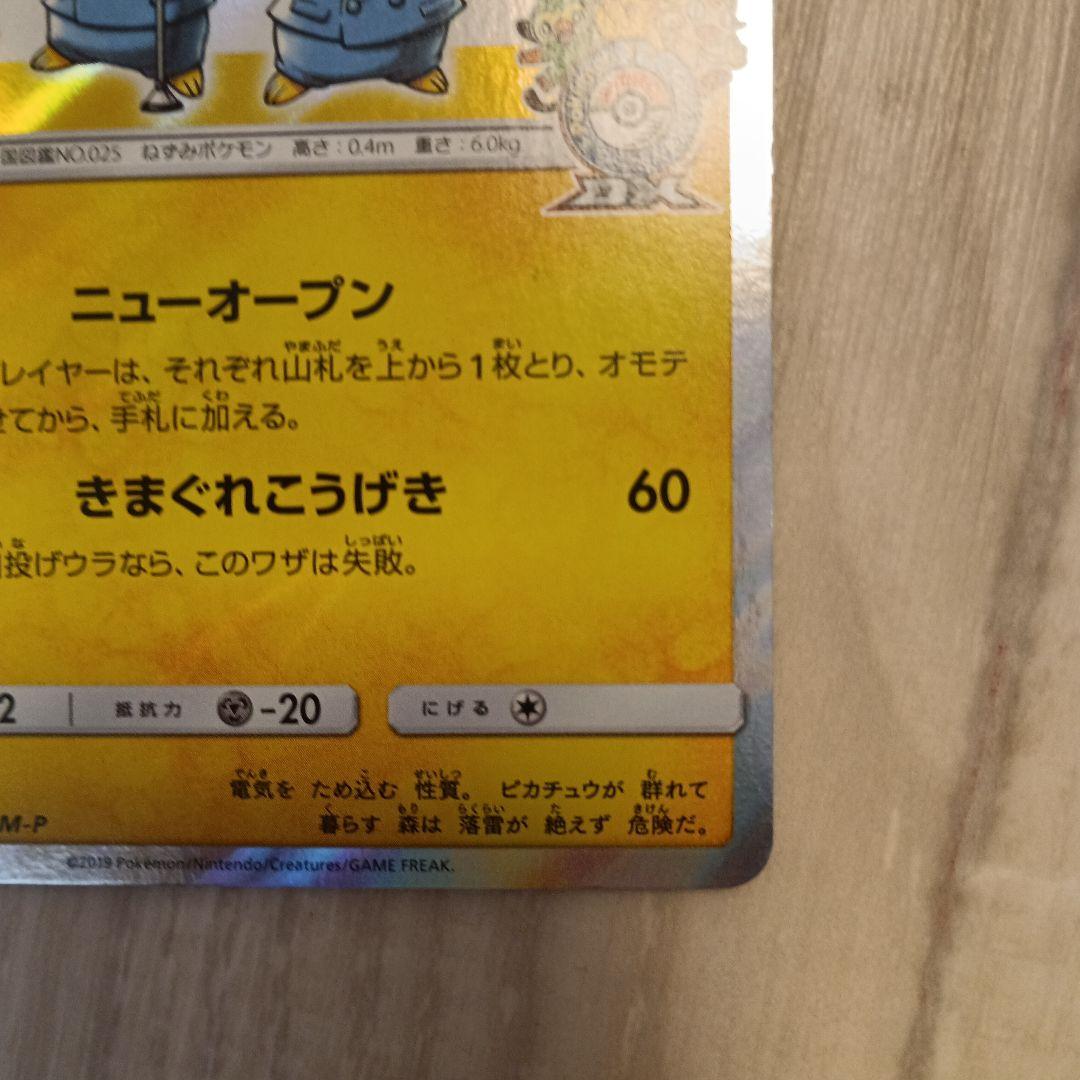 国図鑑NO.025 ねずみポケモン 高さ:0.4m 重さ:6.0kg
DX
ニューオープン
レイヤーは、それぞれ山札を上から1枚とり、オモテ
せてから、手札に加える。
きまぐれこうげき 60
投げウラなら、このワザは失敗。
2 抵抗力 -20 にげる
電気を ため込む 性質。 ピカチュウが 群れて
暮らす 森は 落雷が 絶えず 危険だ。
M-P
©2019 Pokémon/Nintendo/Creatures/GAME FREAK.